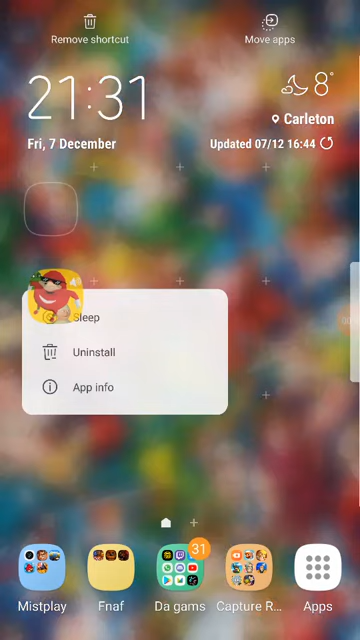 Remove shortcut
Move apps
21:31
8°
Carleton
Fri, 7 December
Updated 07/12 16:44
Sleep
Uninstall
App info
31
Mistplay
Fnaf
Da gams
Capture R...
Apps